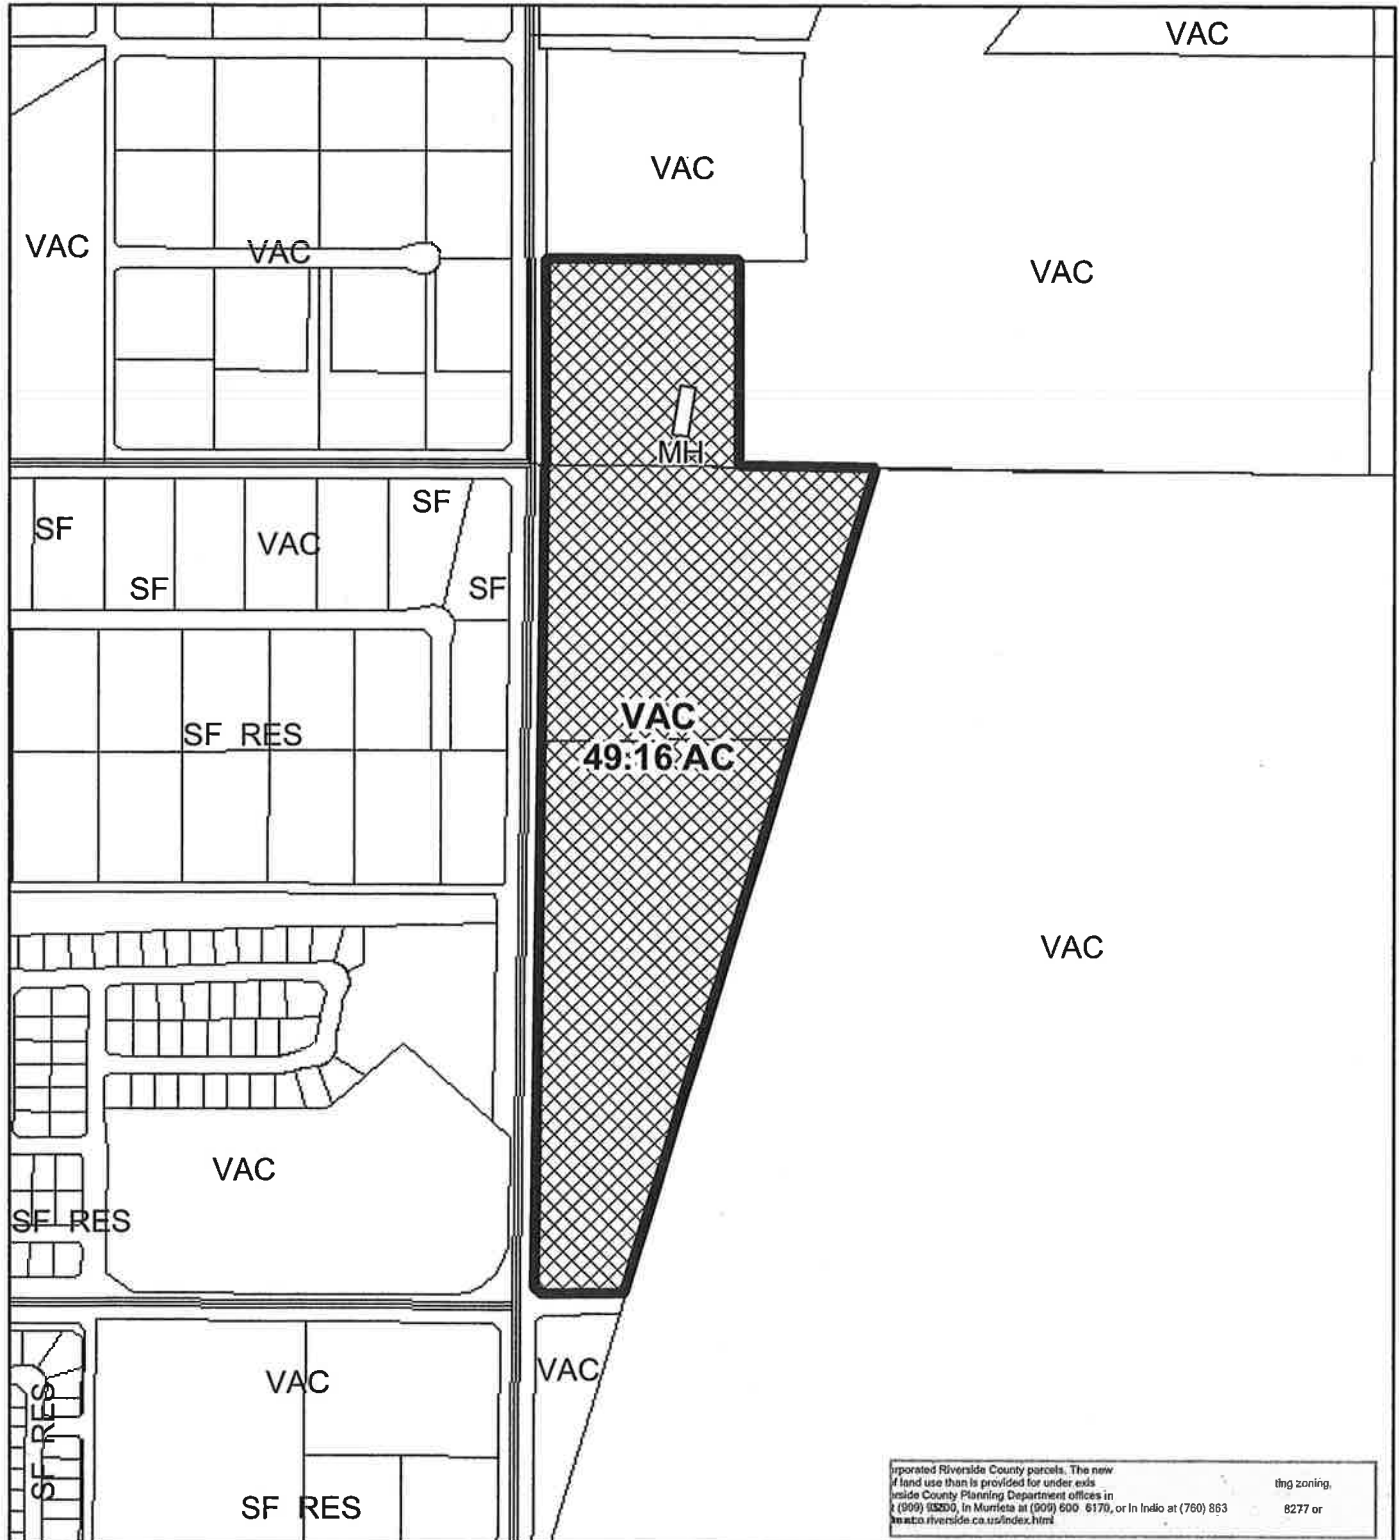 VAC
VAC
VAC
VAC
VAC
MH
SF
SF
VAC
SF
SF
SF RES
VAC
49.16 AC
VAC
VAC
SF RES
VAC
VAC
SF RES
SF RES
rporated Riverside County parcels. The new
f land use than is provided for under exis ting zoning,
rside County Planning Department offices in
(909) in Murrieta at (909) 600 6170, or in Indio at (760) 863 8277 or
riverside.ca.us/index.html